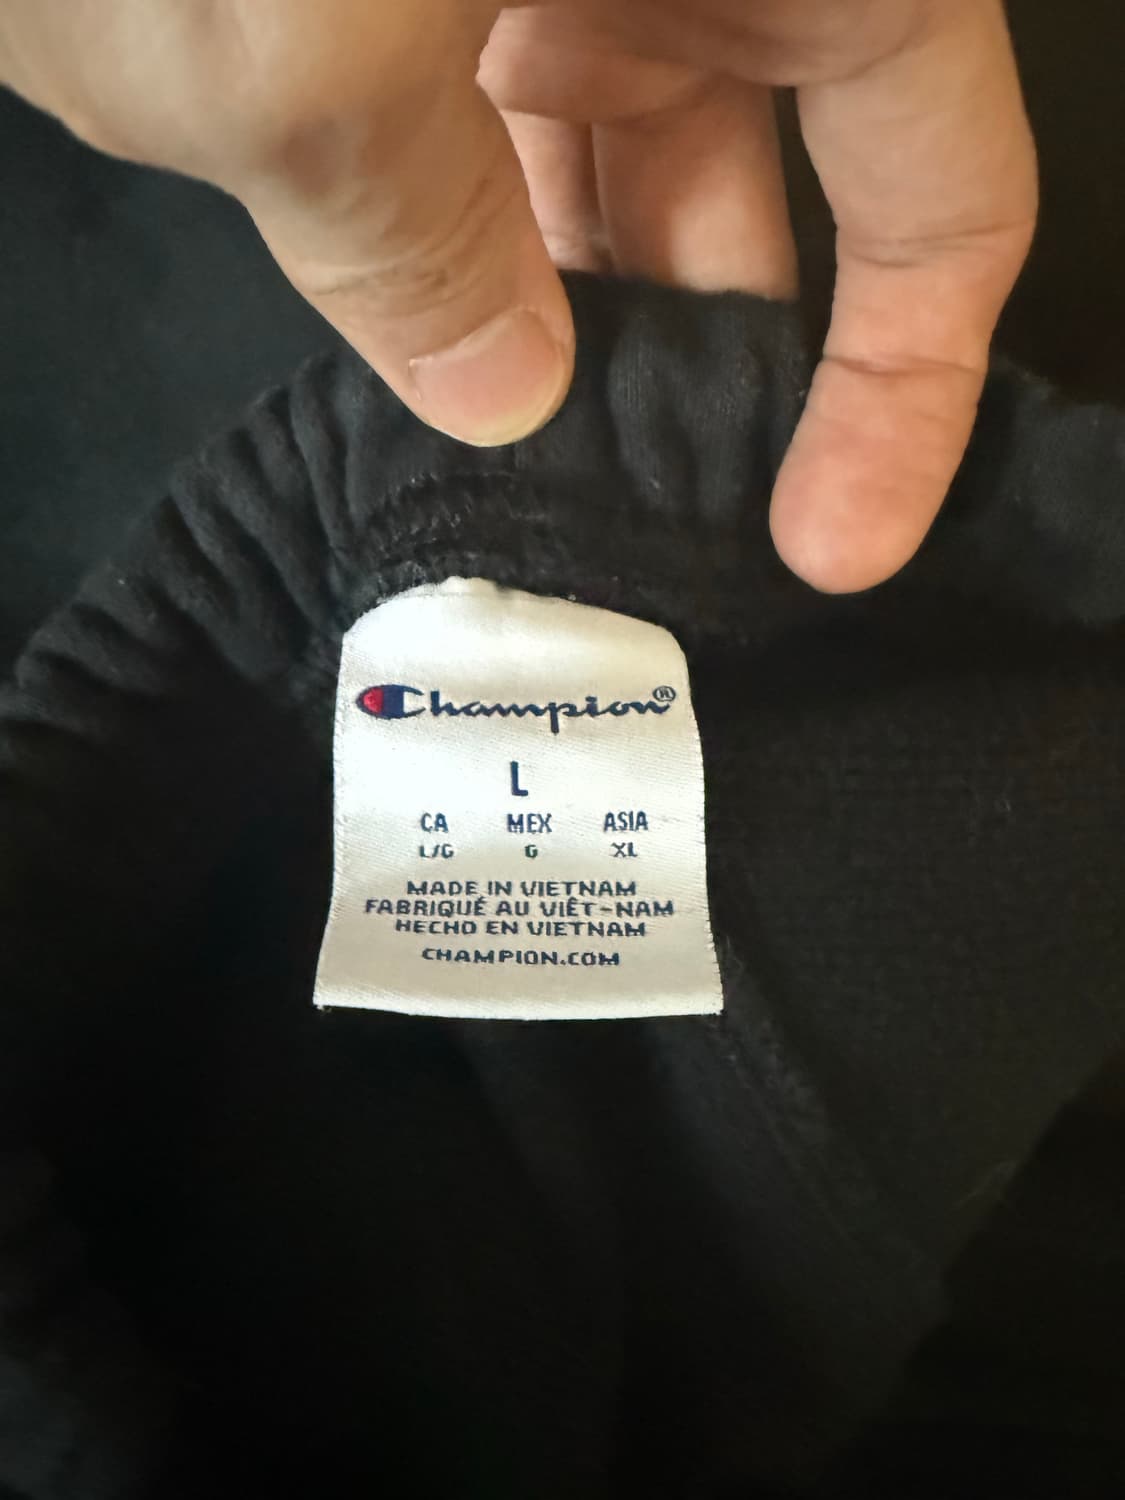 Champion®
L
CA MEX ASIA
L/G G XL
MADE IN VIETNAM
FABRIQUÉ AU VIÊT-NAM
HECHO EN VIETNAM
CHAMPION.COM